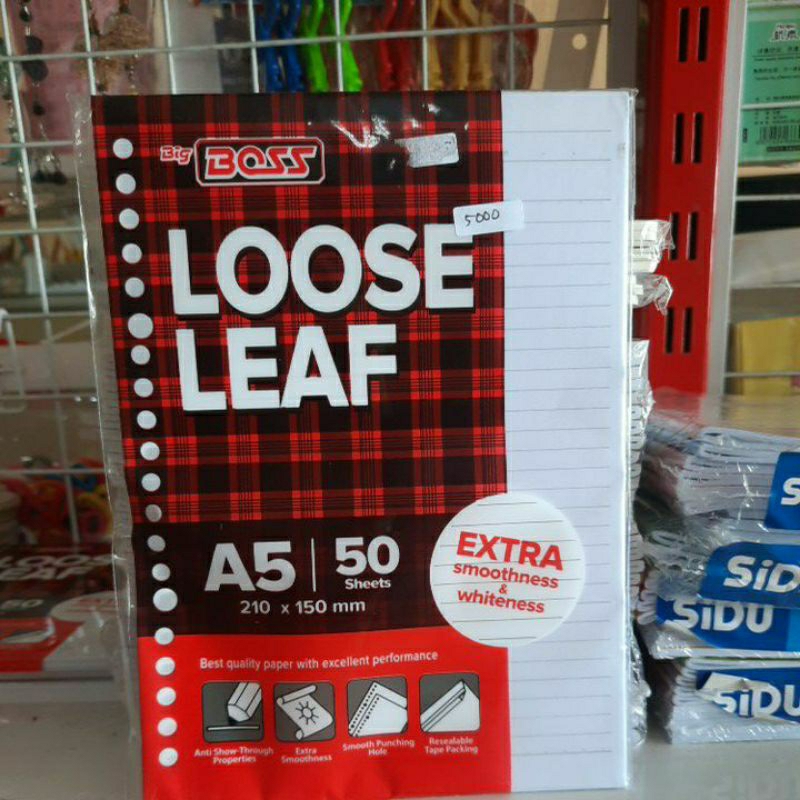 Big BOSS
5000
LOOSE
LEAF
A5 50
Sheets
210 x 150 mm
EXTRA
smoothness
&
whiteness
Best quality paper with excellent performance
Anti Show-Through
Properties
Extra
Smoothness
Smooth Punching
Hole
Resealable
Tape Packing
SiDU
SiDU
SiDU